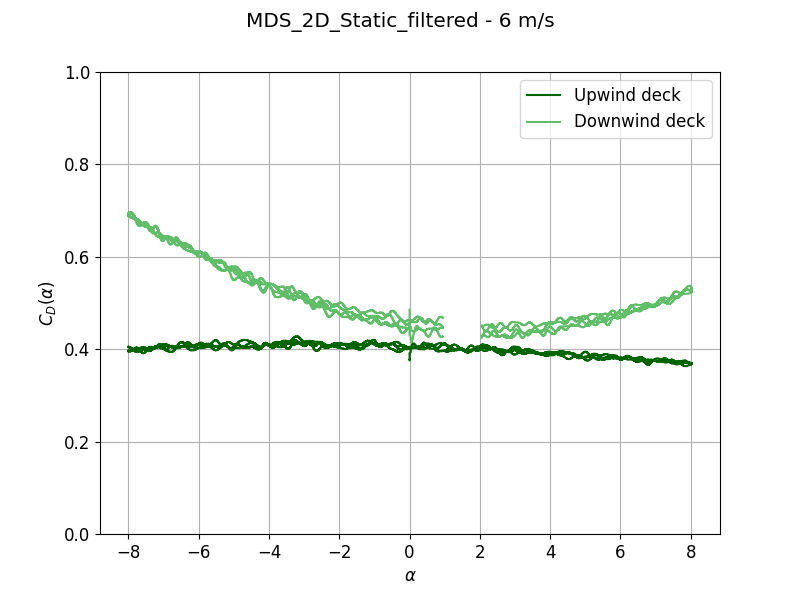 MDS_2D_Static_filtered - 6 m/s
Upwind deck
Downwind deck
1.0
0.8
0.6
0.4
0.2
0.0
C_D(α)
−8 −6 −4 −2 0 2 4 6 8
α